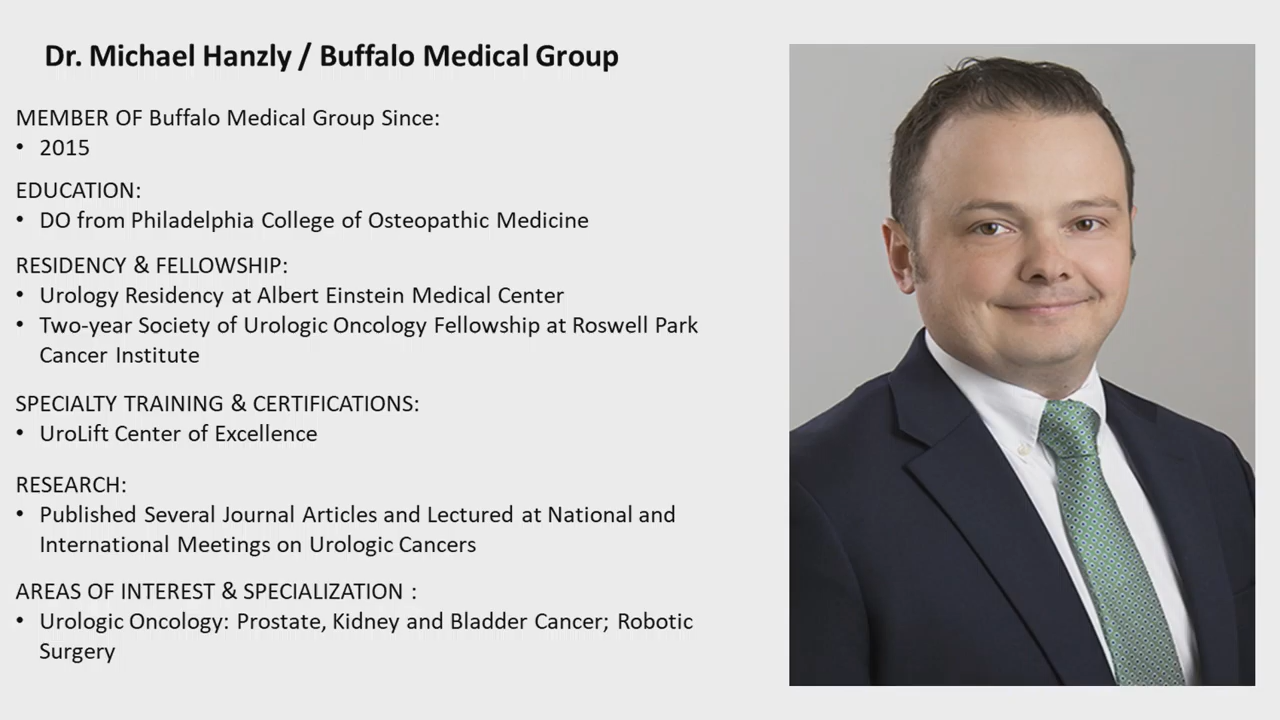 Dr. Michael Hanzly / Buffalo Medical Group
MEMBER OF Buffalo Medical Group Since:
• 2015
EDUCATION:
• DO from Philadelphia College of Osteopathic Medicine
RESIDENCY & FELLOWSHIP:
• Urology Residency at Albert Einstein Medical Center
• Two-year Society of Urologic Oncology Fellowship at Roswell Park
Cancer Institute
SPECIALTY TRAINING & CERTIFICATIONS:
• UroLift Center of Excellence
RESEARCH:
• Published Several Journal Articles and Lectured at National and
International Meetings on Urologic Cancers
AREAS OF INTEREST & SPECIALIZATION :
• Urologic Oncology: Prostate, Kidney and Bladder Cancer; Robotic
Surgery